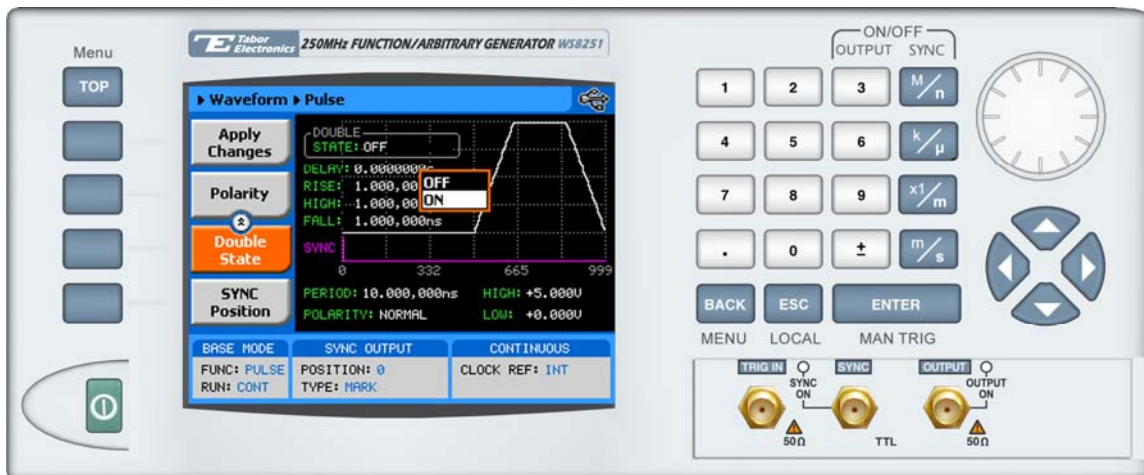 Menu
TOP
Tabor Electronics 250MHz FUNCTION/ARBITRARY GENERATOR WS8251
▸ Waveform ▸ Pulse
Apply Changes
Polarity
Double State
SYNC Position
DOUBLE
STATE: OFF
DELAY: 0.0000000s
RISE: 1.000,00
HIGH: 1.000,00
FALL: 1.000,000ns
OFF
ON
SYNC
0 332 665 999
PERIOD: 10.000,000ns HIGH: +5.000V
POLARITY: NORMAL LOW: +0.000V
BASE MODE SYNC OUTPUT CONTINUOUS
FUNC: PULSE POSITION: 0 CLOCK REF: INT
RUN: CONT TYPE: MARK
ON/OFF
OUTPUT SYNC
1 2 3 M/n
4 5 6 k/µ
7 8 9 x1/m
. 0 ± m/s
BACK ESC ENTER
MENU LOCAL MAN TRIG
TRIG IN SYNC ON SYNC OUTPUT OUTPUT ON
50Ω TTL 50Ω